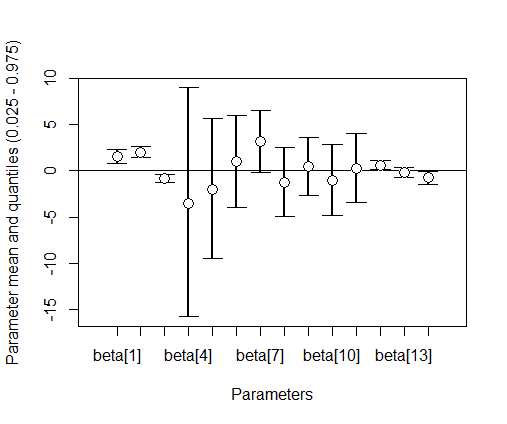 Parameter mean and quantiles (0.025 - 0.975)
10
5
0
-5
-10
-15
beta[1] beta[4] beta[7] beta[10] beta[13]
Parameters